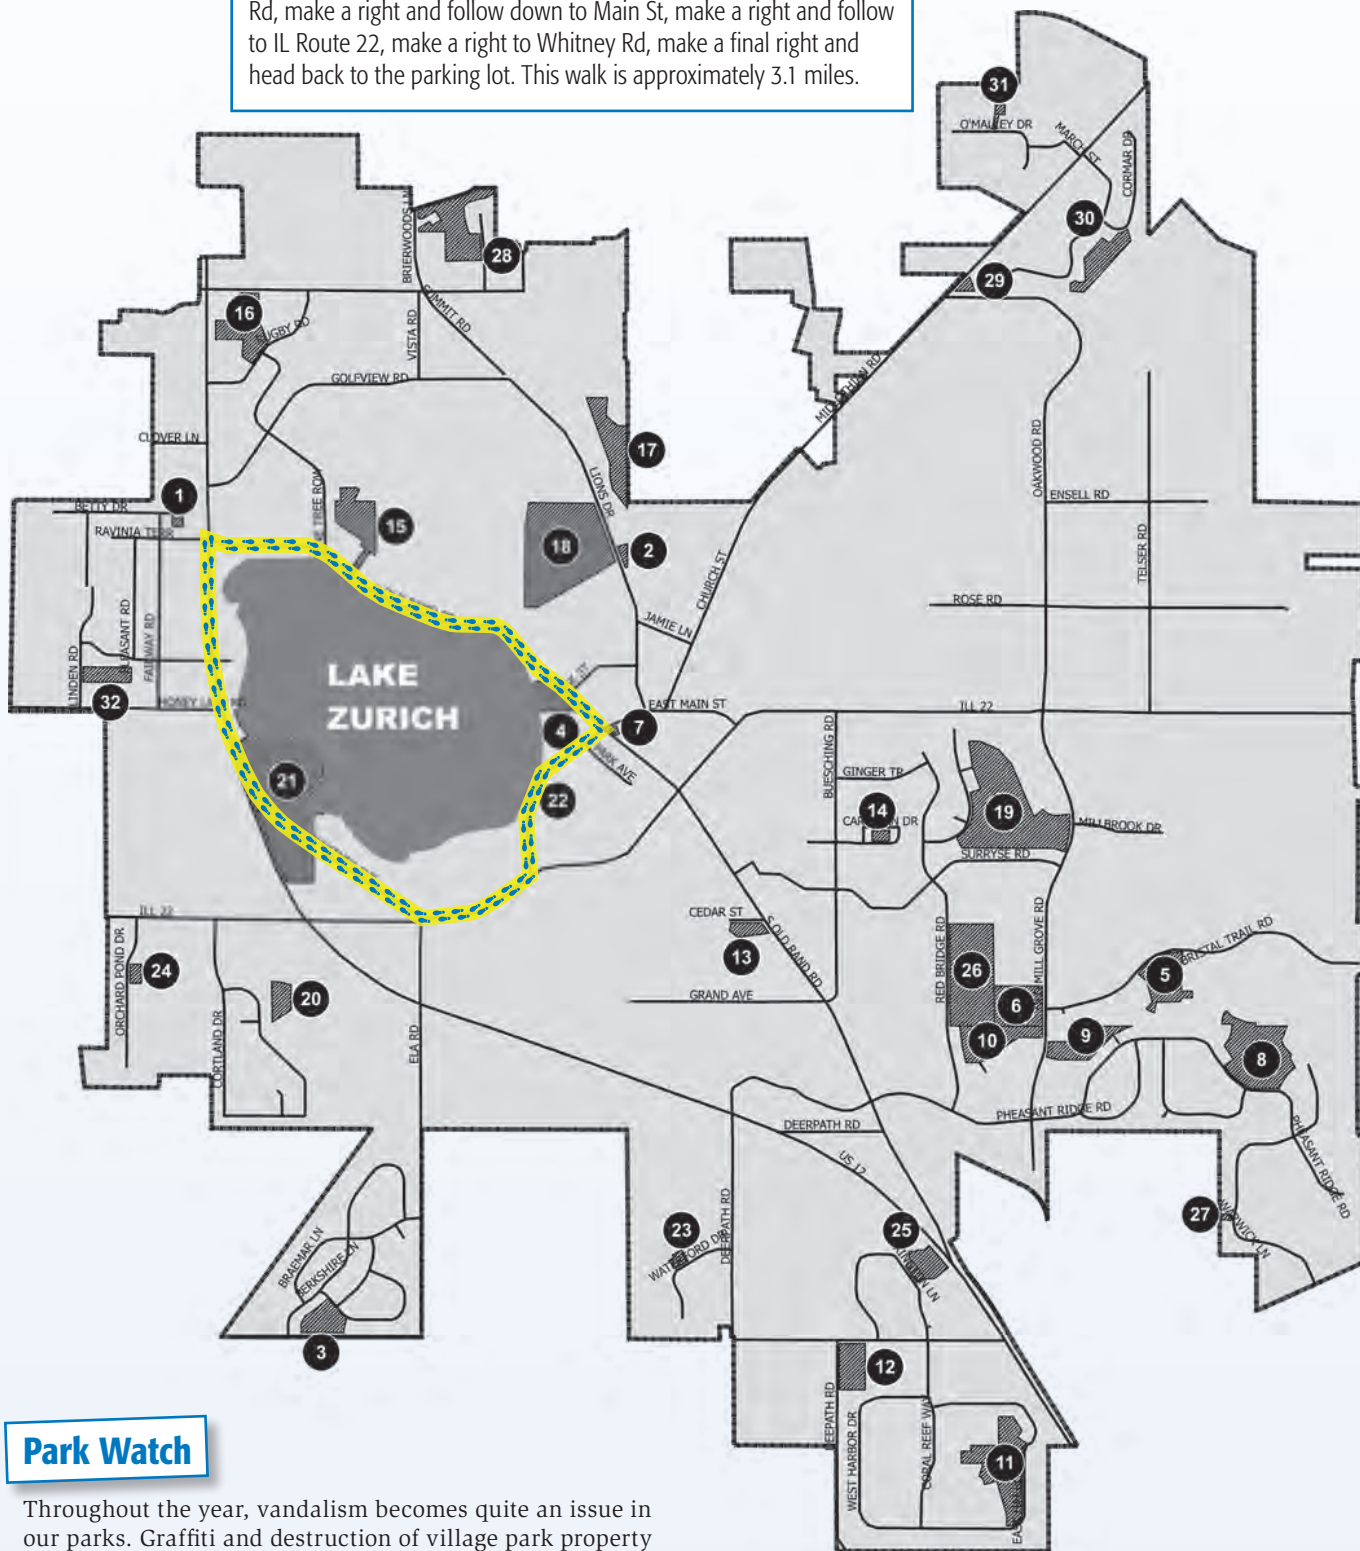 Rd, make a right and follow down to Main St, make a right and follow
to IL Route 22, make a right to Whitney Rd, make a final right and
head back to the parking lot. This walk is approximately 3.1 miles.
31
O'MALLEY DR
MARCH ST
CORMAR DR
30
29
BRIERWOODS LN
28
SUMMIT RD
16
RUGBY RD
VISTA RD
GOLFVIEW RD
MIDLOTHIAN RD
CLOVER LN
17
LIONS DR
OAKWOOD RD
ENSELL RD
1
BETTY DR
RAVINIA TERR
TREE ROW
15
18
2
CHURCH ST
TELSER RD
ROSE RD
JAMIE LN
LINDEN RD
PLEASANT RD
FAIRWAY RD
32
HONEY LAKE RD
LAKE
ZURICH
EAST MAIN ST
ILL 22
4
7
PARK AVE
21
22
BUESCHING RD
GINGER TR
14
CAROLYN DR
19
MILLBROOK DR
SURRYSE RD
ILL 22
CEDAR ST
13
S OLD RAND RD
RED BRIDGE RD
MILL GROVE RD
BRISTAL TRAIL RD
ORCHARD POND DR
24
20
26
5
6
GRAND AVE
CORTLAND DR
ELA RD
10
9
8
PHEASANT RIDGE RD
DEERPATH RD
US 12
PHEASANT RIDGE RD
BRAEMAR LN
BERKSHIRE LN
23
WATERFORD DR
DEERPATH RD
25
LN
27
WARWICK LN
3
12
EEPATH RD
WEST HARBOR DR
CORAL REEF WAY
11
Park Watch
Throughout the year, vandalism becomes quite an issue in
our parks. Graffiti and destruction of village park property